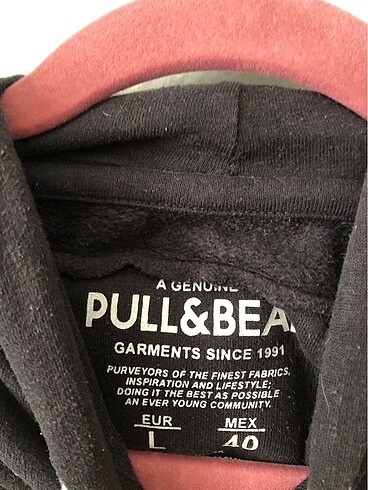 A GENUINE
PULL&BEA
GARMENTS SINCE 1991
PURVEYORS OF THE FINEST FABRICS,
INSPIRATION AND LIFESTYLE;
DOING IT THE BEST AS POSSIBLE
AN EVER YOUNG COMMUNITY.
EUR MEX
L 40